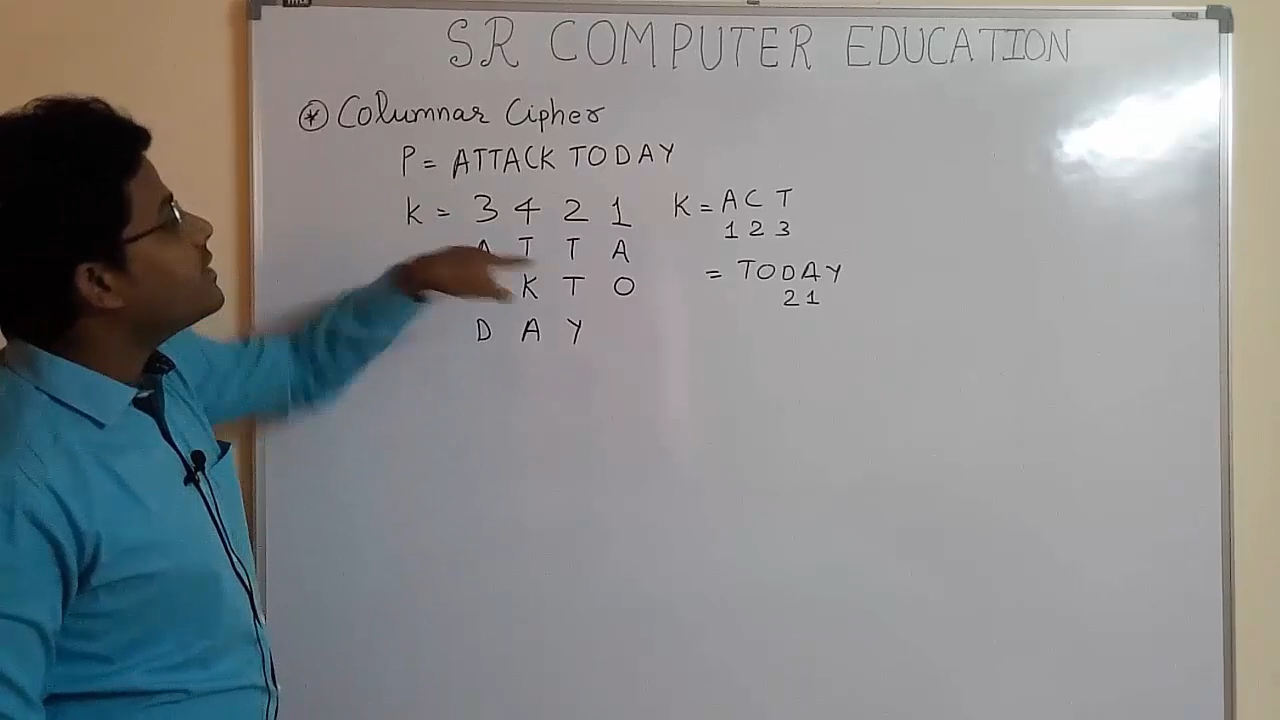 SR COMPUTER EDUCATION
* Columnar Cipher
P = ATTACK TODAY
K = 3 4 2 1
A T T A
K T O
D A Y
K = A C T
1 2 3
= TODAY
2 1